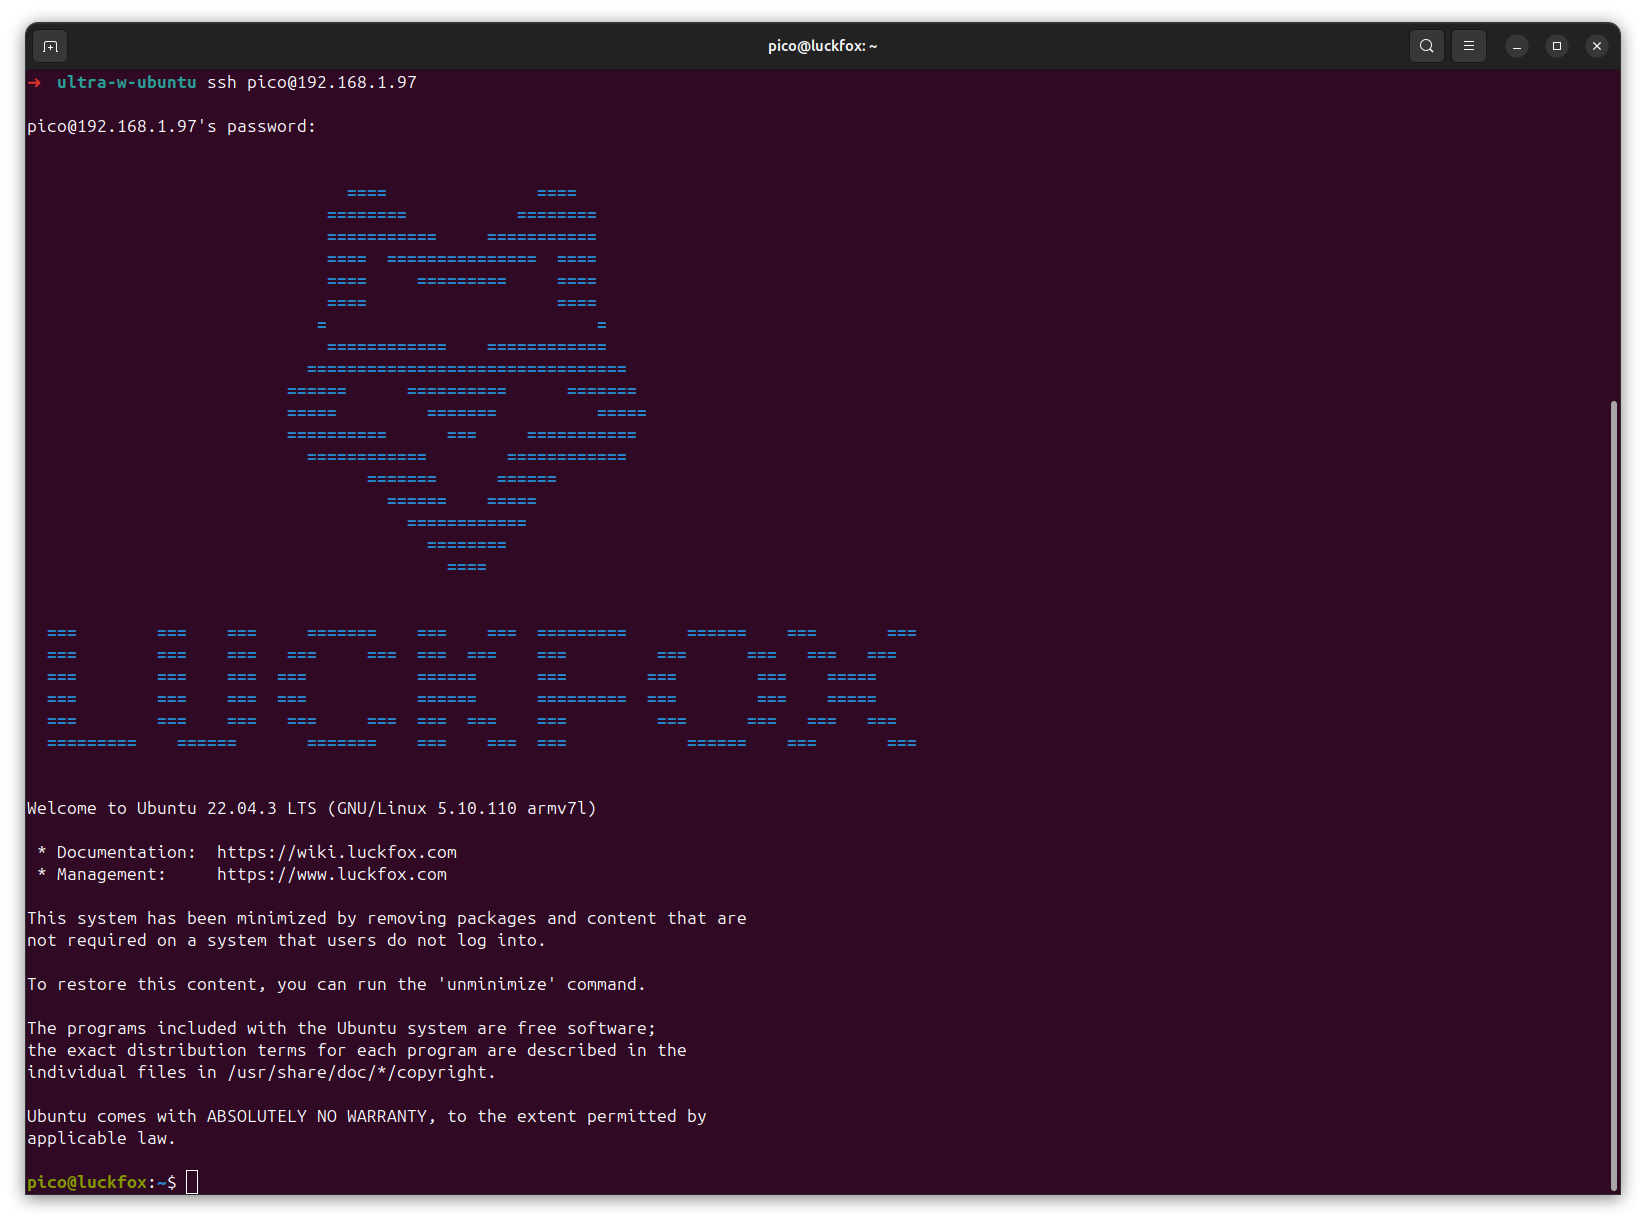 pico@luckfox: ~
→ ultra-w-ubuntu ssh pico@192.168.1.97
pico@192.168.1.97's password:
LUCKFOX
Welcome to Ubuntu 22.04.3 LTS (GNU/Linux 5.10.110 armv7l)
* Documentation:  https://wiki.luckfox.com
* Management:     https://www.luckfox.com
This system has been minimized by removing packages and content that are
not required on a system that users do not log into.
To restore this content, you can run the 'unminimize' command.
The programs included with the Ubuntu system are free software;
the exact distribution terms for each program are described in the
individual files in /usr/share/doc/*/copyright.
Ubuntu comes with ABSOLUTELY NO WARRANTY, to the extent permitted by
applicable law.
pico@luckfox:~$